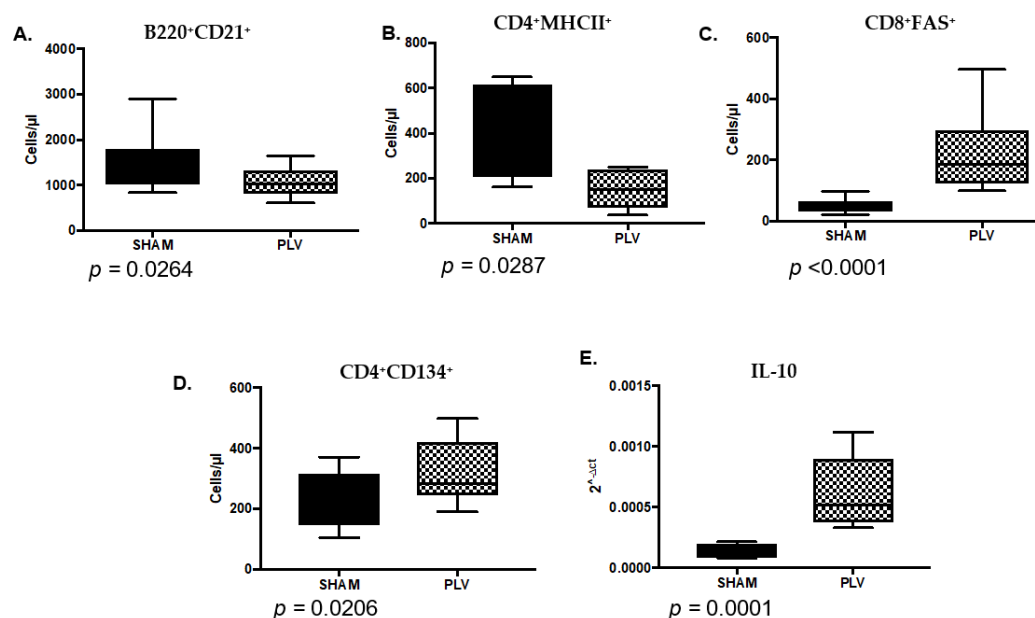 A.
B220⁺CD21⁺
Cells/µl
4000
3000
2000
1000
0
SHAM
PLV
p = 0.0264
B.
CD4⁺MHCII⁺
Cells/µl
800
600
400
200
0
SHAM
PLV
p = 0.0287
C.
CD8⁺FAS⁺
Cells/µl
600
400
200
0
SHAM
PLV
p <0.0001
D.
CD4⁺CD134⁺
Cells/µl
600
400
200
0
SHAM
PLV
p = 0.0206
E.
IL-10
2^-Δct
0.0015
0.0010
0.0005
0.0000
SHAM
PLV
p = 0.0001